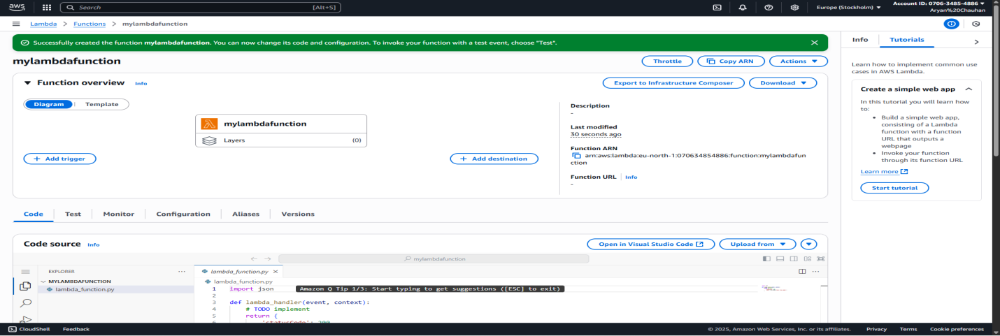 aws
Search [Alt+S]
Europe (Stockholm)
Account ID: 0706-3485-4886
Aryan%20Chauhan
Lambda > Functions > mylambdafunction
Successfully created the function mylambdafunction. You can now change its code and configuration. To invoke your function with a test event, choose "Test".
mylambdafunction
Throttle
Copy ARN
Actions
Function overview Info
Export to Infrastructure Composer
Download
Diagram
Template
mylambdafunction
Layers (0)
+ Add trigger
+ Add destination
Description
-
Last modified
30 seconds ago
Function ARN
arn:aws:lambda:eu-north-1:070634854886:function:mylambdafun
ction
Function URL Info
-
Code Test Monitor Configuration Aliases Versions
Code source Info
Open in Visual Studio Code
Upload from
mylambdafunction
EXPLORER
MYLAMBDAFUNCTION
lambda_function.py
lambda_function.py
lambda_function.py
1 import json Amazon Q Tip 1/3: Start typing to get suggestions ([ESC] to exit)
2
3 def lambda_handler(event, context):
4 # TODO implement
5 return {
6 'statusCode': 200
Info Tutorials
Learn how to implement common use
cases in AWS Lambda.
Create a simple web app
In this tutorial you will learn how
to:
• Build a simple web app,
consisting of a Lambda
function with a function
URL that outputs a
webpage
• Invoke your function
through its function URL
Learn more
Start tutorial
CloudShell Feedback
© 2025, Amazon Web Services, Inc. or its affiliates. Privacy Terms Cookie preferences